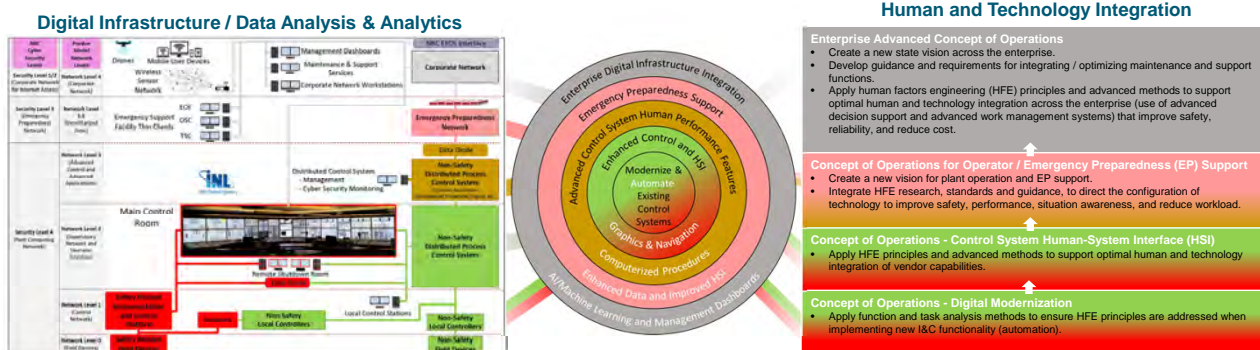 Digital Infrastructure / Data Analysis & Analytics
Drones
Mobile User Devices
Wireless
Sensor
Network
Management Dashboards
Maintenance & Support
Services
Corporate Network Workstations
Corporate Network
Emergency Support
Facility Thin Clients
EOF
OSC
TSC
Emergency Preparedness
Network
Data Diode
INL
Distributed Control System
- Management
- Cyber Security Monitoring
Non-Safety
Distributed Process
Control System
Main Control
Room
Non-Safety
Distributed Process
Control System
Remote Shutdown Room
Local Control Stations
Non-Safety
Local Controllers
Non-Safety
Local Controllers
Enterprise Digital Infrastructure Integration
Emergency Preparedness Support
Advanced Control System Human Performance Features
Enhanced Control and HSI
Modernize &
Automate
Existing
Control
Systems
Graphics & Navigation
Computerized Procedures
Enhanced Data and Improved HSI
AI/Machine Learning and Management Dashboards
Human and Technology Integration
Enterprise Advanced Concept of Operations
• Create a new state vision across the enterprise.
• Develop guidance and requirements for integrating / optimizing maintenance and support
functions.
• Apply human factors engineering (HFE) principles and advanced methods to support
optimal human and technology integration across the enterprise (use of advanced
decision support and advanced work management systems) that improve safety,
reliability, and reduce cost.
Concept of Operations for Operator / Emergency Preparedness (EP) Support
• Create a new vision for plant operation and EP support.
• Integrate HFE research, standards and guidance, to direct the configuration of
technology to improve safety, performance, situation awareness, and reduce workload.
Concept of Operations - Control System Human-System Interface (HSI)
• Apply HFE principles and advanced methods to support optimal human and technology
integration of vendor capabilities.
Concept of Operations - Digital Modernization
• Apply function and task analysis methods to ensure HFE principles are addressed when
implementing new I&C functionality (automation).